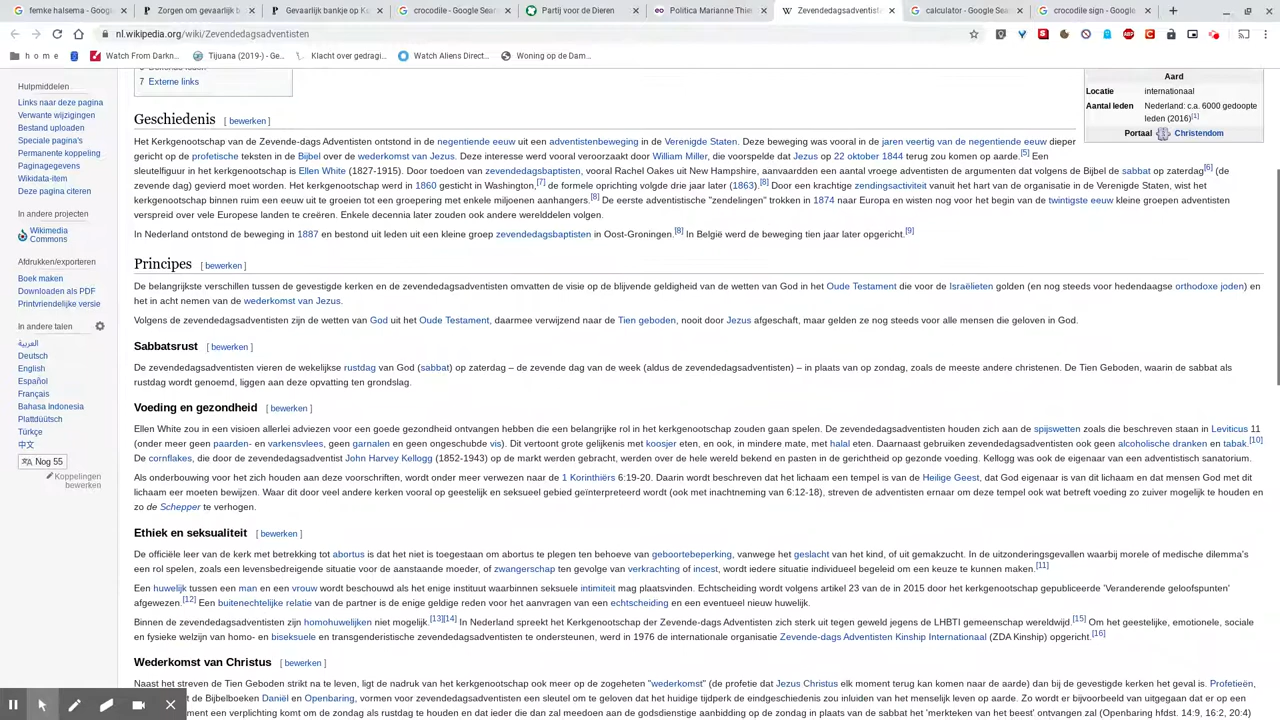 femke halsema - Google
Zorgen om gevaarlijk b
Gevaarlijk bankje op Ko
crocodile - Google Sear
Partij voor de Dieren
Politica Marianne Thie
Zevendedagsadventist
calculator - Google Sea
crocodile sign - Google
nl.wikipedia.org/wiki/Zevendedagsadventisten
h o m e
Watch From Darkn...
Tijuana (2019-) - Ge...
Klacht over gedragi...
Watch Aliens Direct...
Woning op de Dam...
Hulpmiddelen
Links naar deze pagina
Verwante wijzigingen
Bestand uploaden
Speciale pagina's
Permanente koppeling
Paginagegevens
Wikidata-item
Deze pagina citeren
In andere projecten
Wikimedia
Commons
Afdrukken/exporteren
Boek maken
Downloaden als PDF
Printvriendelijke versie
In andere talen
العربية
Deutsch
English
Español
Français
Bahasa Indonesia
Plattdüütsch
Türkçe
中文
Nog 55
Koppelingen
bewerken
7 Externe links
Aard
Locatie internationaal
Aantal leden Nederland: c.a. 6000 gedoopte
leden (2016)[1]
Portaal Christendom
Geschiedenis [ bewerken ]
Het Kerkgenootschap van de Zevende-dags Adventisten ontstond in de negentiende eeuw uit een adventistenbeweging in de Verenigde Staten. Deze beweging was vooral in de jaren veertig van de negentiende eeuw dieper
gericht op de profetische teksten in de Bijbel over de wederkomst van Jezus. Deze interesse werd vooral veroorzaakt door William Miller, die voorspelde dat Jezus op 22 oktober 1844 terug zou komen op aarde.[5] Een
sleutelfiguur in het kerkgenootschap is Ellen White (1827-1915). Door toedoen van zevendedagsbaptisten, vooral Rachel Oakes uit New Hampshire, aanvaardden een aantal vroege adventisten de argumenten dat volgens de Bijbel de sabbat op zaterdag[6] (de
zevende dag) gevierd moet worden. Het kerkgenootschap werd in 1860 gesticht in Washington,[7] de formele oprichting volgde drie jaar later (1863).[8] Door een krachtige zendingsactiviteit vanuit het hart van de organisatie in de Verenigde Staten, wist het
kerkgenootschap binnen ruim een eeuw uit te groeien tot een groepering met enkele miljoenen aanhangers.[8] De eerste adventistische "zendelingen" trokken in 1874 naar Europa en wisten nog voor het begin van de twintigste eeuw kleine groepen adventisten
verspreid over vele Europese landen te creëren. Enkele decennia later zouden ook andere werelddelen volgen.
In Nederland ontstond de beweging in 1887 en bestond uit leden uit een kleine groep zevendedagsbaptisten in Oost-Groningen.[8] In België werd de beweging tien jaar later opgericht.[9]
Principes [ bewerken ]
De belangrijkste verschillen tussen de gevestigde kerken en de zevendedagsadventisten omvatten de visie op de blijvende geldigheid van de wetten van God in het Oude Testament die voor de Israëlieten golden (en nog steeds voor hedendaagse orthodoxe joden) en
het in acht nemen van de wederkomst van Jezus.
Volgens de zevendedagsadventisten zijn de wetten van God uit het Oude Testament, daarmee verwijzend naar de Tien geboden, nooit door Jezus afgeschaft, maar gelden ze nog steeds voor alle mensen die geloven in God.
Sabbatsrust [ bewerken ]
De zevendedagsadventisten vieren de wekelijkse rustdag van God (sabbat) op zaterdag – de zevende dag van de week (aldus de zevendedagsadventisten) – in plaats van op zondag, zoals de meeste andere christenen. De Tien Geboden, waarin de sabbat als
rustdag wordt genoemd, liggen aan deze opvatting ten grondslag.
Voeding en gezondheid [ bewerken ]
Ellen White zou in een visioen allerlei adviezen voor een goede gezondheid ontvangen hebben die een belangrijke rol in het kerkgenootschap zouden gaan spelen. De zevendedagsadventisten houden zich aan de spijswetten zoals die beschreven staan in Leviticus 11
(onder meer geen paarden- en varkensvlees, geen garnalen en geen ongeschubde vis). Dit vertoont grote gelijkenis met koosjer eten, en ook, in mindere mate, met halal eten. Daarnaast gebruiken zevendedagsadventisten ook geen alcoholische dranken en tabak.[10]
De cornflakes, die door de zevendedagsadventist John Harvey Kellogg (1852-1943) op de markt werden gebracht, werden over de hele wereld bekend en pasten in de gerichtheid op gezonde voeding. Kellogg was ook de eigenaar van een adventistisch sanatorium.
Als onderbouwing voor het zich houden aan deze voorschriften, wordt onder meer verwezen naar de 1 Korinthiërs 6:19-20. Daarin wordt beschreven dat het lichaam een tempel is van de Heilige Geest, dat God eigenaar is van dit lichaam en dat mensen God met dit
lichaam eer moeten bewijzen. Waar dit door veel andere kerken vooral op geestelijk en seksueel gebied geïnterpreteerd wordt (ook met inachtneming van 6:12-18), streven de adventisten ernaar om deze tempel ook wat betreft voeding zo zuiver mogelijk te houden en
zo de Schepper te verhogen.
Ethiek en seksualiteit [ bewerken ]
De officiële leer van de kerk met betrekking tot abortus is dat het niet is toegestaan om abortus te plegen ten behoeve van geboortebeperking, vanwege het geslacht van het kind, of uit gemakzucht. In de uitzonderingsgevallen waarbij morele of medische dilemma's
een rol spelen, zoals een levensbedreigende situatie voor de aanstaande moeder, of zwangerschap ten gevolge van verkrachting of incest, wordt iedere situatie individueel begeleid om een keuze te kunnen maken.[11]
Een huwelijk tussen een man en een vrouw wordt beschouwd als het enige instituut waarbinnen seksuele intimiteit mag plaatsvinden. Echtscheiding wordt volgens artikel 23 van de in 2015 door het kerkgenootschap gepubliceerde 'Veranderende geloofspunten'
afgewezen.[12] Een buitenechtelijke relatie van de partner is de enige geldige reden voor het aanvragen van een echtscheiding en een eventueel nieuw huwelijk.
Binnen de zevendedagsadventisten zijn homohuwelijken niet mogelijk.[13][14] In Nederland spreekt het Kerkgenootschap der Zevende-dags Adventisten zich sterk uit tegen geweld jegens de LHBTI gemeenschap wereldwijd.[15] Om het geestelijke, emotionele, sociale
en fysieke welzijn van homo- en biseksuele en transgenderistische zevendedagsadventisten te ondersteunen, werd in 1976 de internationale organisatie Zevende-dags Adventisten Kinship Internationaal (ZDA Kinship) opgericht.[16]
Wederkomst van Christus [ bewerken ]
Naast het streven de Tien Geboden strikt na te leven, ligt de nadruk van het kerkgenootschap ook meer op de zogeheten "wederkomst" (de profetie dat Jezus Christus elk moment terug kan komen naar de aarde) dan bij de gevestigde kerken het geval is. Profetieën,
t de Bijbelboeken Daniël en Openbaring, vormen voor zevendedagsadventisten een sleutel om te geloven dat het huidige tijdperk de eindgeschiedenis zou inluiden van het menselijk leven op aarde. Zo wordt er bijvoorbeeld van uitgegaan dat er op een
ment een verplichting komt om de zondag als rustdag te houden en dat ieder die dan zal meedoen aan de godsdienstige aanbidding op de zondag in plaats van de sabbat het 'merkteken van het beest' ontvangen zal (Openbaring hfdst. 14:9, 16:2, 20:4)